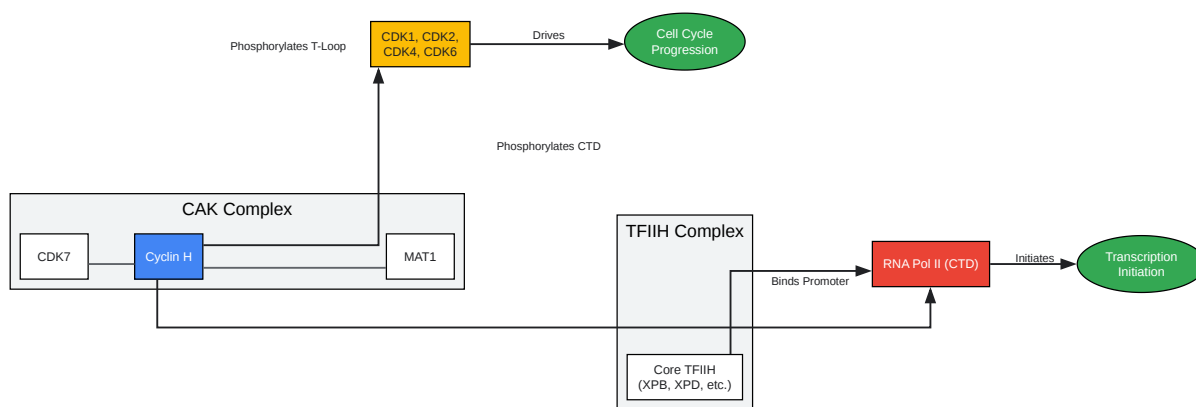 Phosphorylates T-Loop
CDK1, CDK2,
CDK4, CDK6
Drives
Cell Cycle
Progression
Phosphorylates CTD
CAK Complex
CDK7
Cyclin H
MAT1
TFIIH Complex
Binds Promoter
RNA Pol II (CTD)
Initiates
Transcription
Initiation
Core TFIIH
(XPB, XPD, etc.)